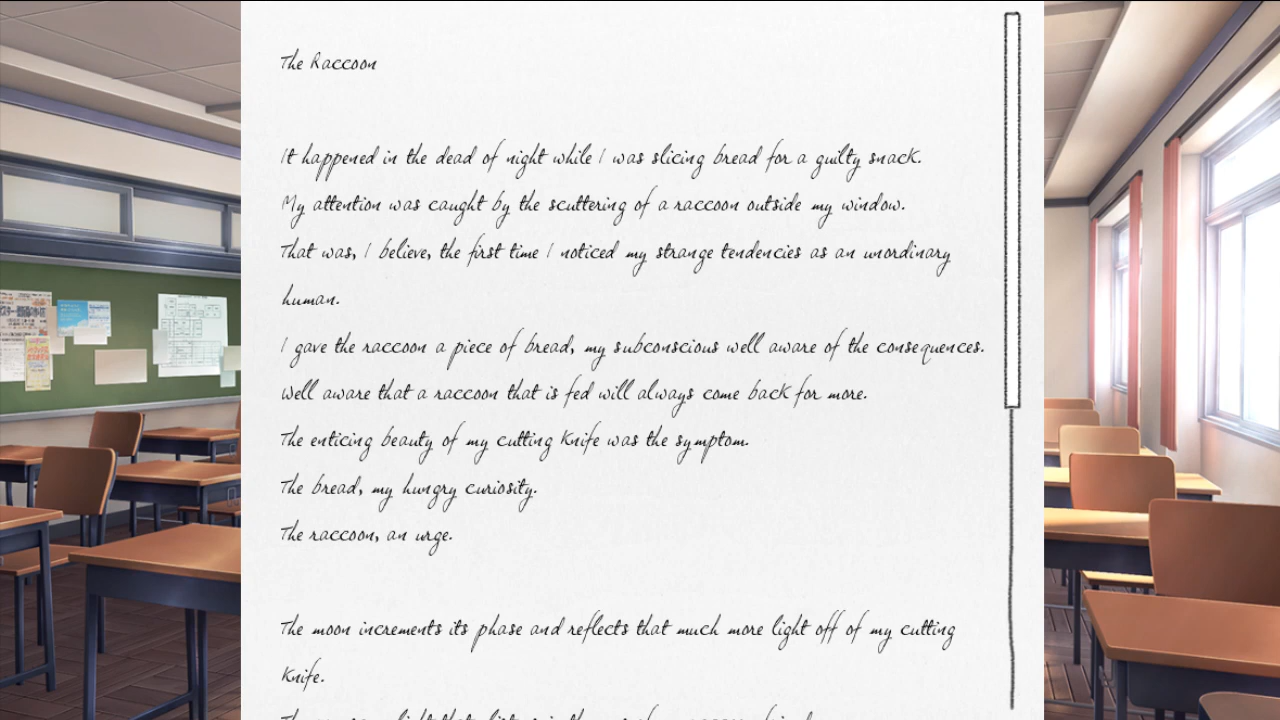 The Raccoon
It happened in the dead of night while I was slicing bread for a guilty snack.
My attention was caught by the scuttering of a raccoon outside my window.
That was, I believe, the first time I noticed my strange tendencies as an unordinary
human.
I gave the raccoon a piece of bread, my subconscious well aware of the consequences.
Well aware that a raccoon that is fed will always come back for more.
The enticing beauty of my cutting knife was the symptom.
The bread, my hungry curiosity.
The raccoon, an urge.
The moon increments its phase and reflects that much more light off of my cutting
knife.